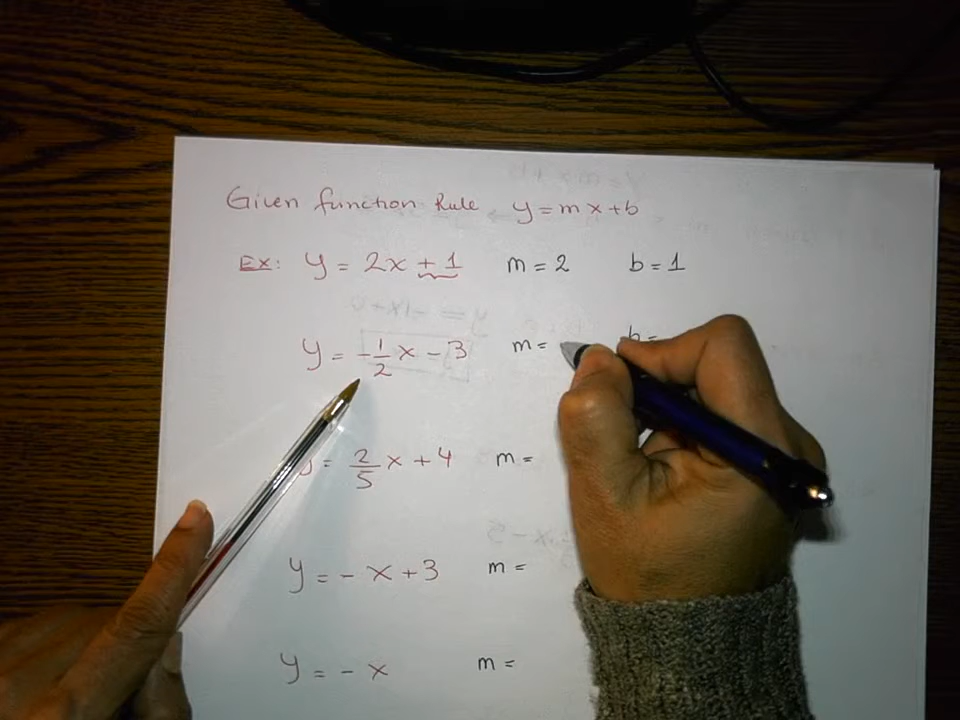 Given function Rule y = mx + b
EX: y = 2x + 1 m = 2 b = 1
y = -1/2 x - 3 m = b =
y = 2/5 x + 4 m =
y = - x + 3 m =
y = - x m =